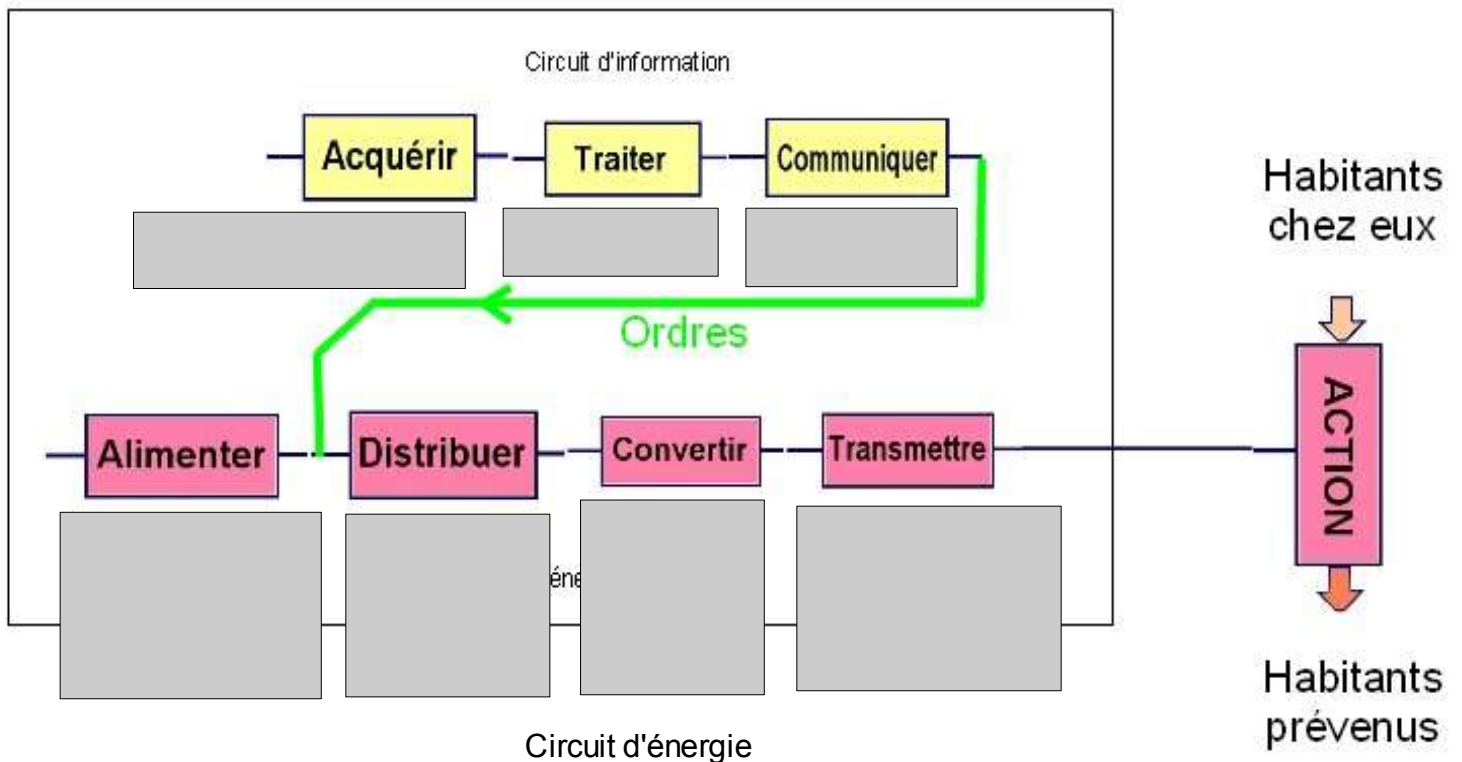 Circuit d'information
Acquérir
Traiter
Communiquer
Ordres
Alimenter
Distribuer
Convertir
Transmettre
Habitants
chez eux
ACTION
Habitants
prévenus
Circuit d'énergie